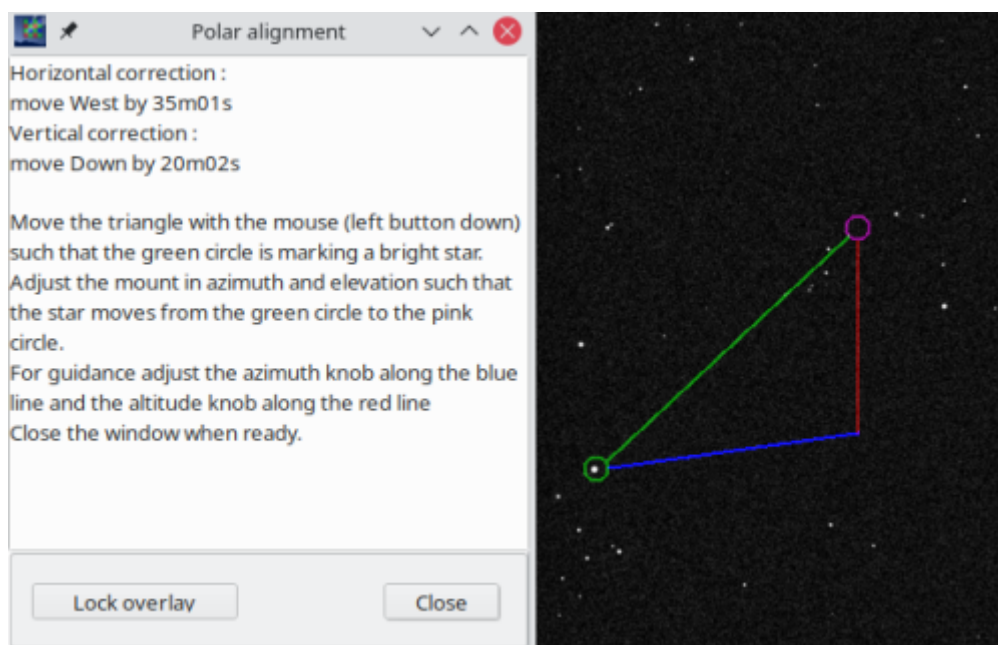 Polar alignment
Horizontal correction :
move West by 35m01s
Vertical correction :
move Down by 20m02s
Move the triangle with the mouse (left button down)
such that the green circle is marking a bright star.
Adjust the mount in azimuth and elevation such that
the star moves from the green circle to the pink
circle.
For guidance adjust the azimuth knob along the blue
line and the altitude knob along the red line
Close the window when ready.
Lock overlay
Close